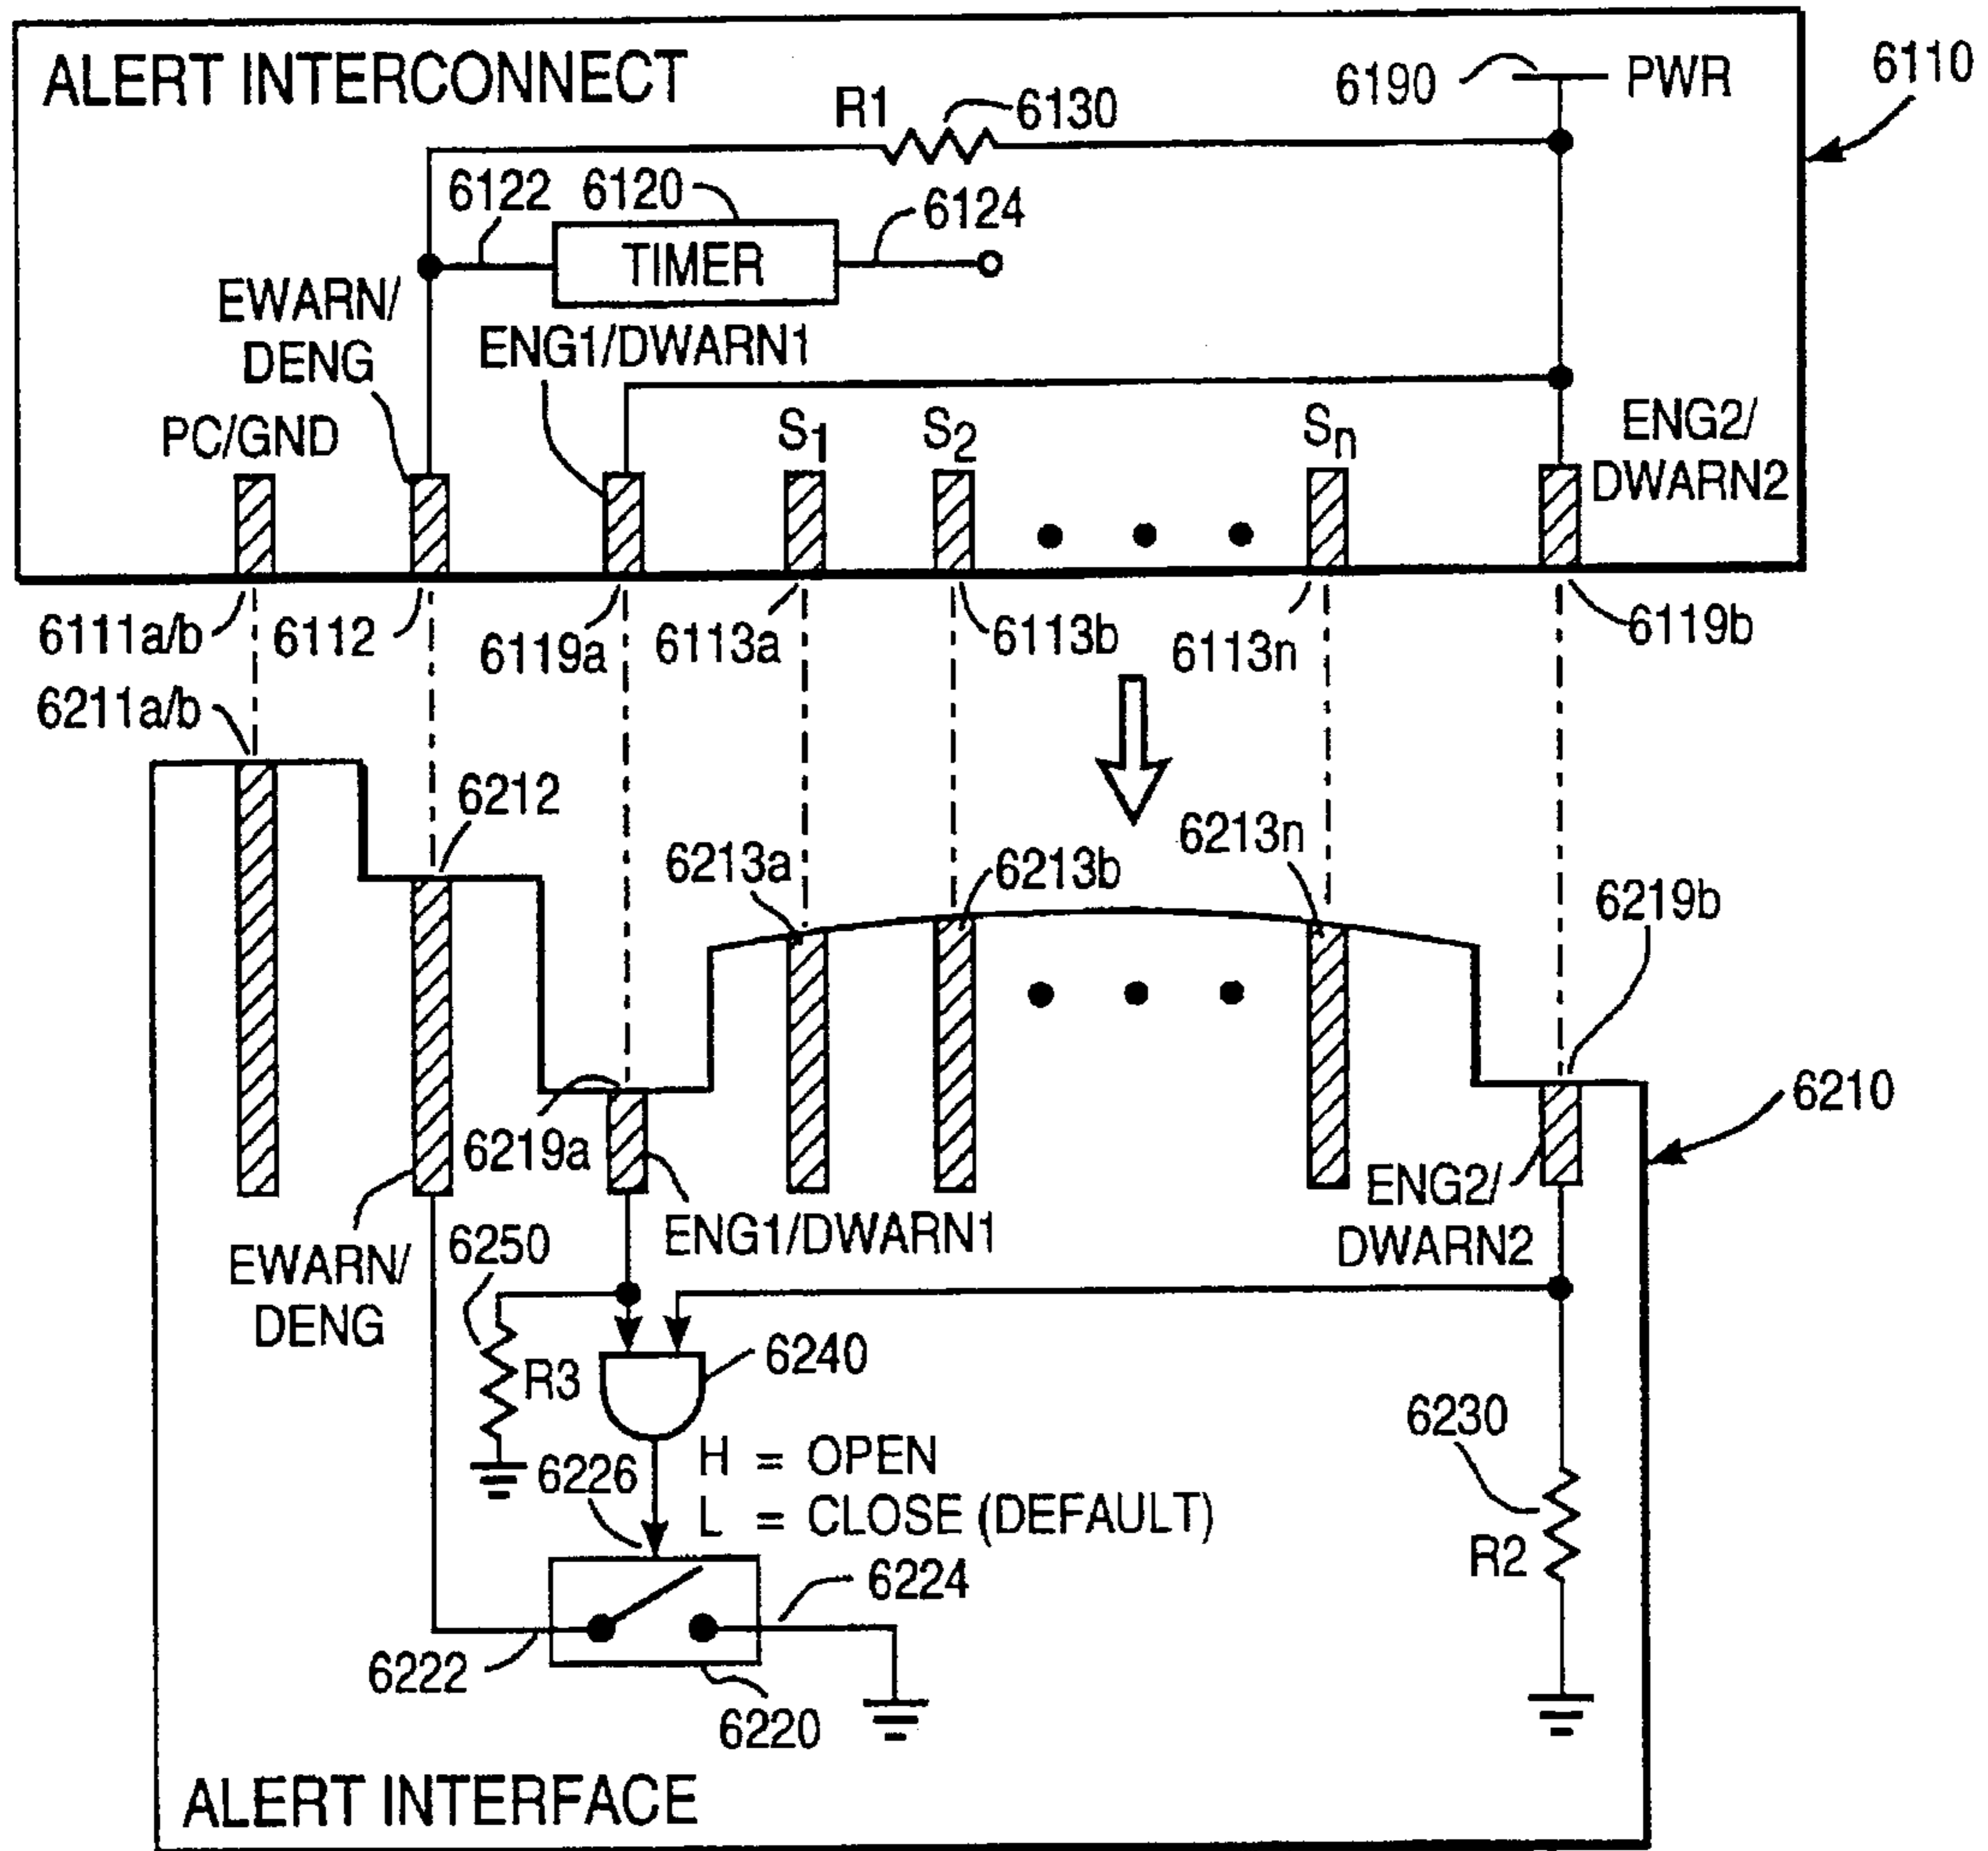 ALERT INTERCONNECT
6190
PWR
6110
R1
6130
6122
6120
6124
TIMER
EWARN/
DENG
ENG1/DWARN1
PC/GND
S1
S2
Sn
ENG2/
DWARN2
6111a/b
6112
6119a
6113a
6113b
6113n
6119b
6211a/b
6212
6213a
6213b
6213n
6219b
6219a
6210
ENG2/
DWARN2
ENG1/DWARN1
EWARN/
DENG
6250
R3
6240
6230
R2
6226
H = OPEN
L = CLOSE (DEFAULT)
6224
6222
6220
ALERT INTERFACE